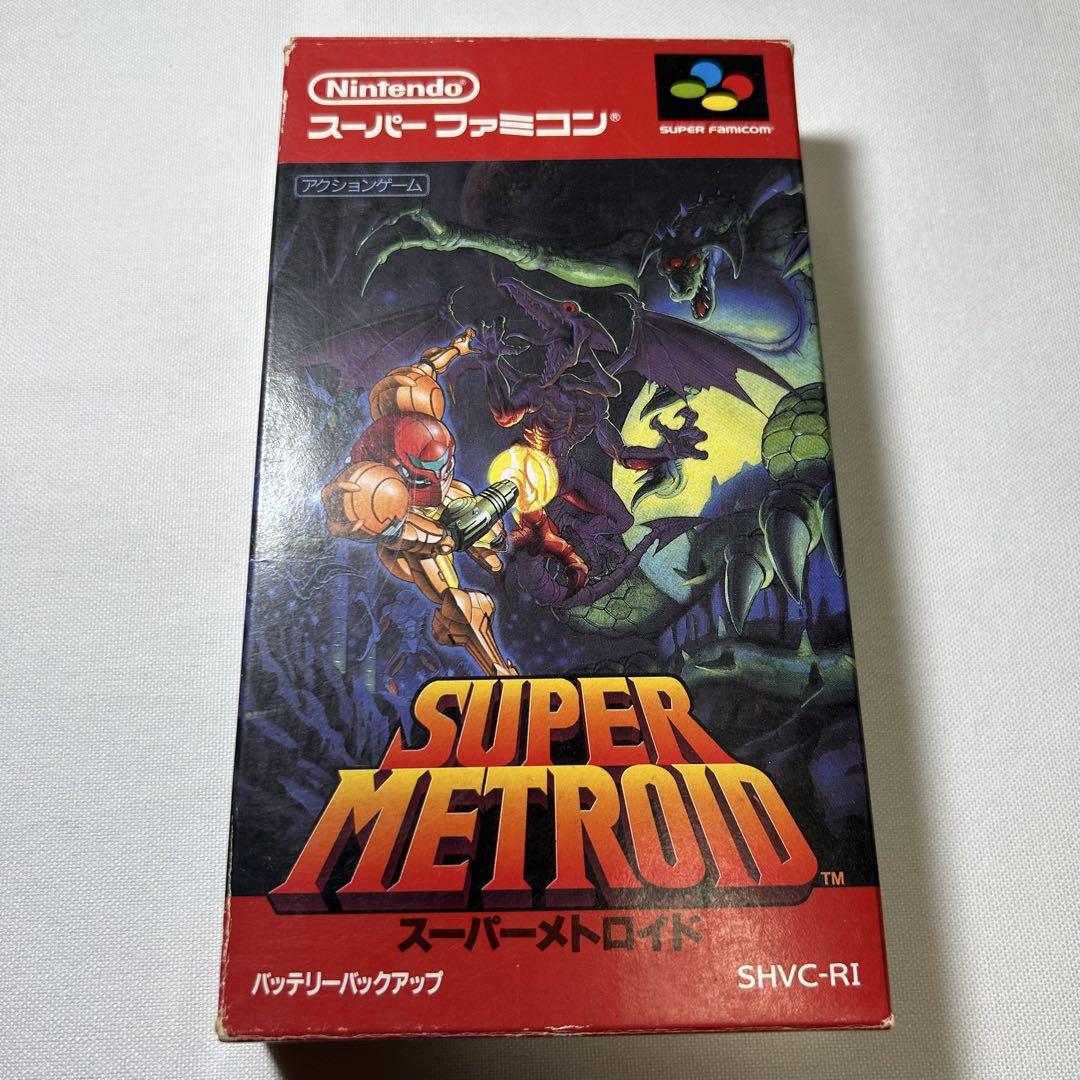 Nintendo®
スーパーファミコン®
SUPER FAMICOM®
アクションゲーム
SUPER
METROID™
スーパーメトロイド
バッテリーバックアップ
SHVC-RI